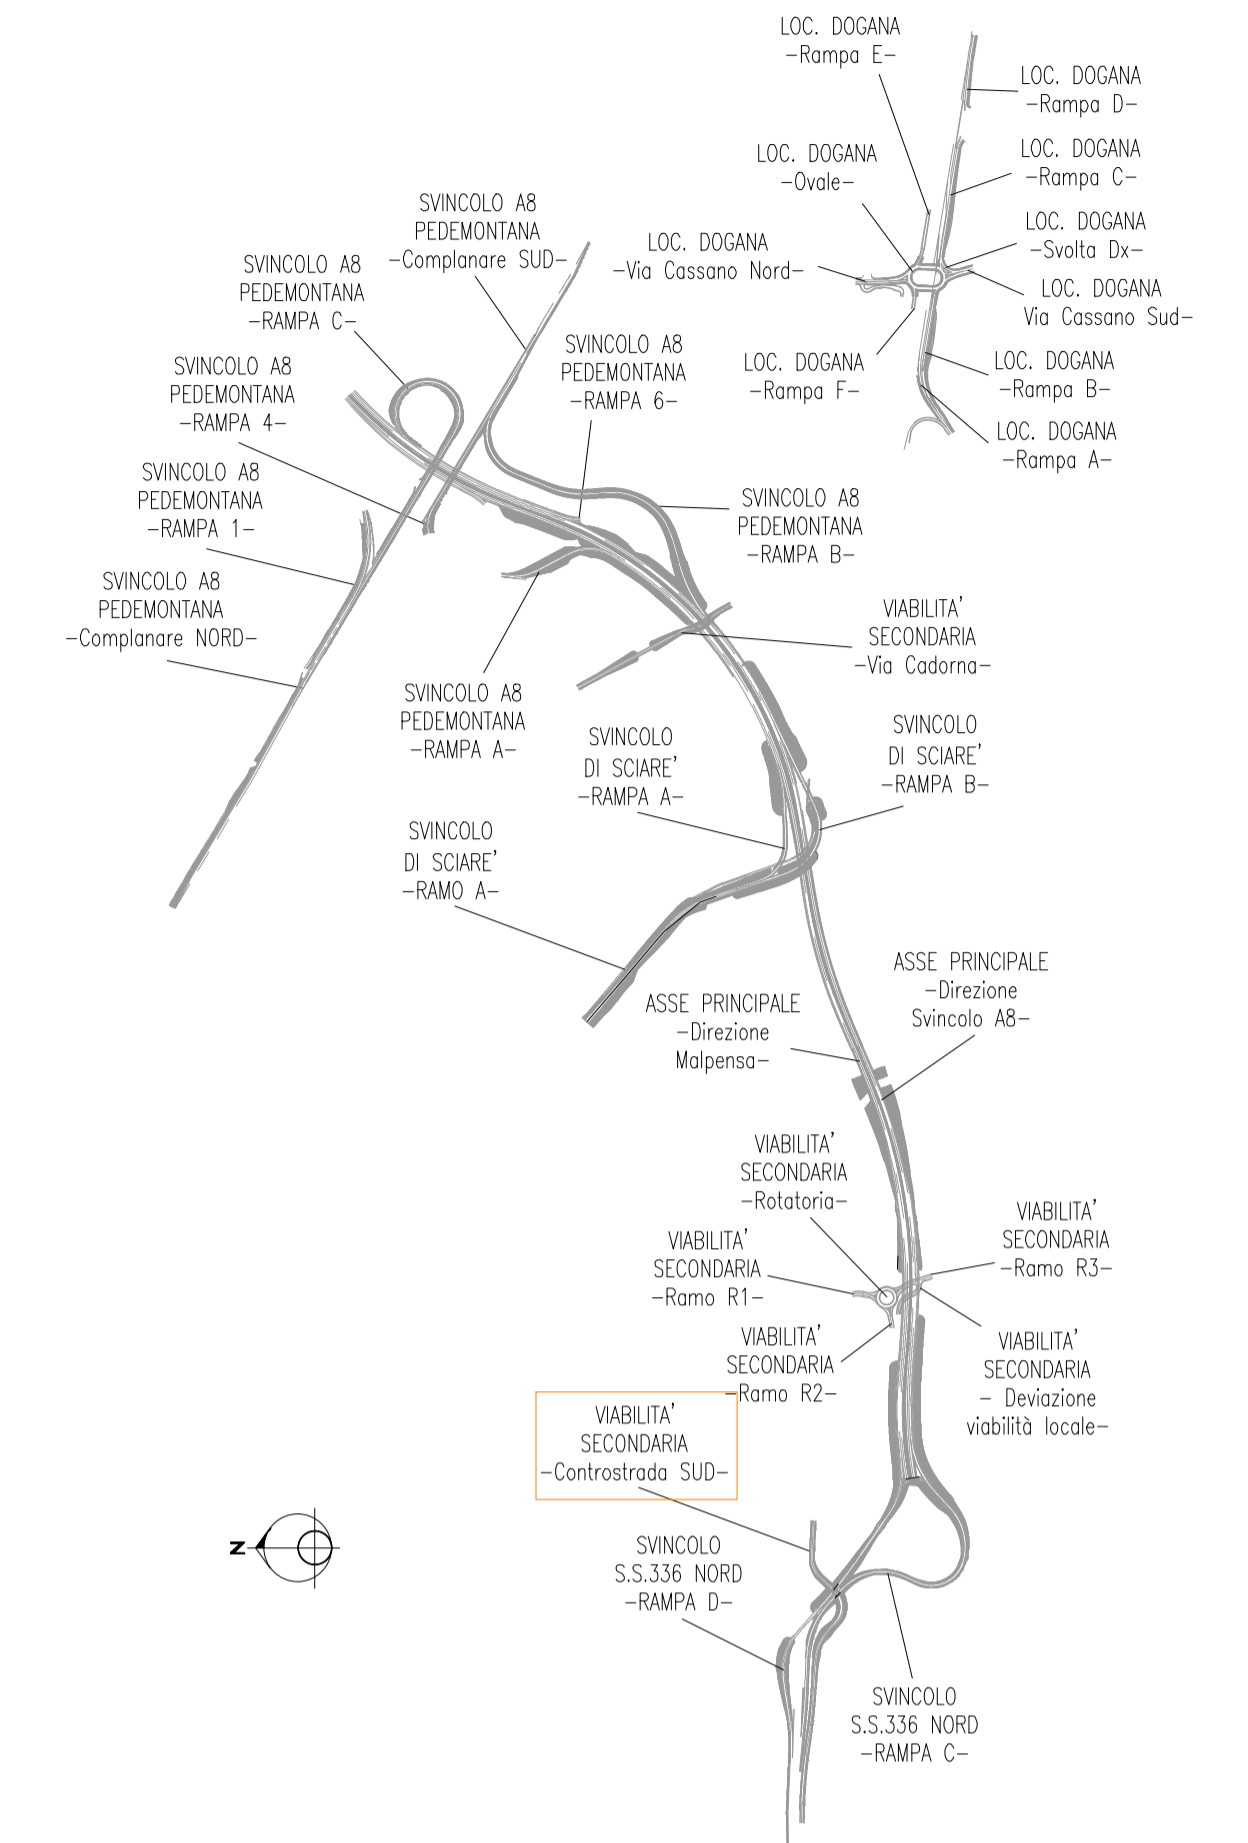 LOC. DOGANA
-Rampa E-
LOC. DOGANA
-Rampa D-
LOC. DOGANA
-Ovale-
LOC. DOGANA
-Rampa C-
SVINCOLO A8
PEDEMONTANA
-Complanare SUD-
LOC. DOGANA
-Svolta Dx-
LOC. DOGANA
-Via Cassano Nord-
SVINCOLO A8
PEDEMONTANA
-RAMPA C-
LOC. DOGANA
Via Cassano Sud-
SVINCOLO A8
PEDEMONTANA
-RAMPA 6-
SVINCOLO A8
PEDEMONTANA
-RAMPA 4-
LOC. DOGANA
-Rampa F-
LOC. DOGANA
-Rampa B-
LOC. DOGANA
-Rampa A-
SVINCOLO A8
PEDEMONTANA
-RAMPA 1-
SVINCOLO A8
PEDEMONTANA
-RAMPA B-
SVINCOLO A8
PEDEMONTANA
-Complanare NORD-
VIABILITA'
SECONDARIA
-Via Cadorna-
SVINCOLO A8
PEDEMONTANA
-RAMPA A-
SVINCOLO
DI SCIARE'
-RAMPA A-
SVINCOLO
DI SCIARE'
-RAMPA B-
SVINCOLO
DI SCIARE'
-RAMO A-
ASSE PRINCIPALE
-Direzione
Svincolo A8-
ASSE PRINCIPALE
-Direzione
Malpensa-
VIABILITA'
SECONDARIA
-Rotatoria-
VIABILITA'
SECONDARIA
-Ramo R3-
VIABILITA'
SECONDARIA
-Ramo R1-
VIABILITA'
SECONDARIA
-Ramo R2-
VIABILITA'
SECONDARIA
- Deviazione
viabilità locale-
VIABILITA'
SECONDARIA
-Controstrada SUD-
N
SVINCOLO
S.S.336 NORD
-RAMPA D-
SVINCOLO
S.S.336 NORD
-RAMPA C-